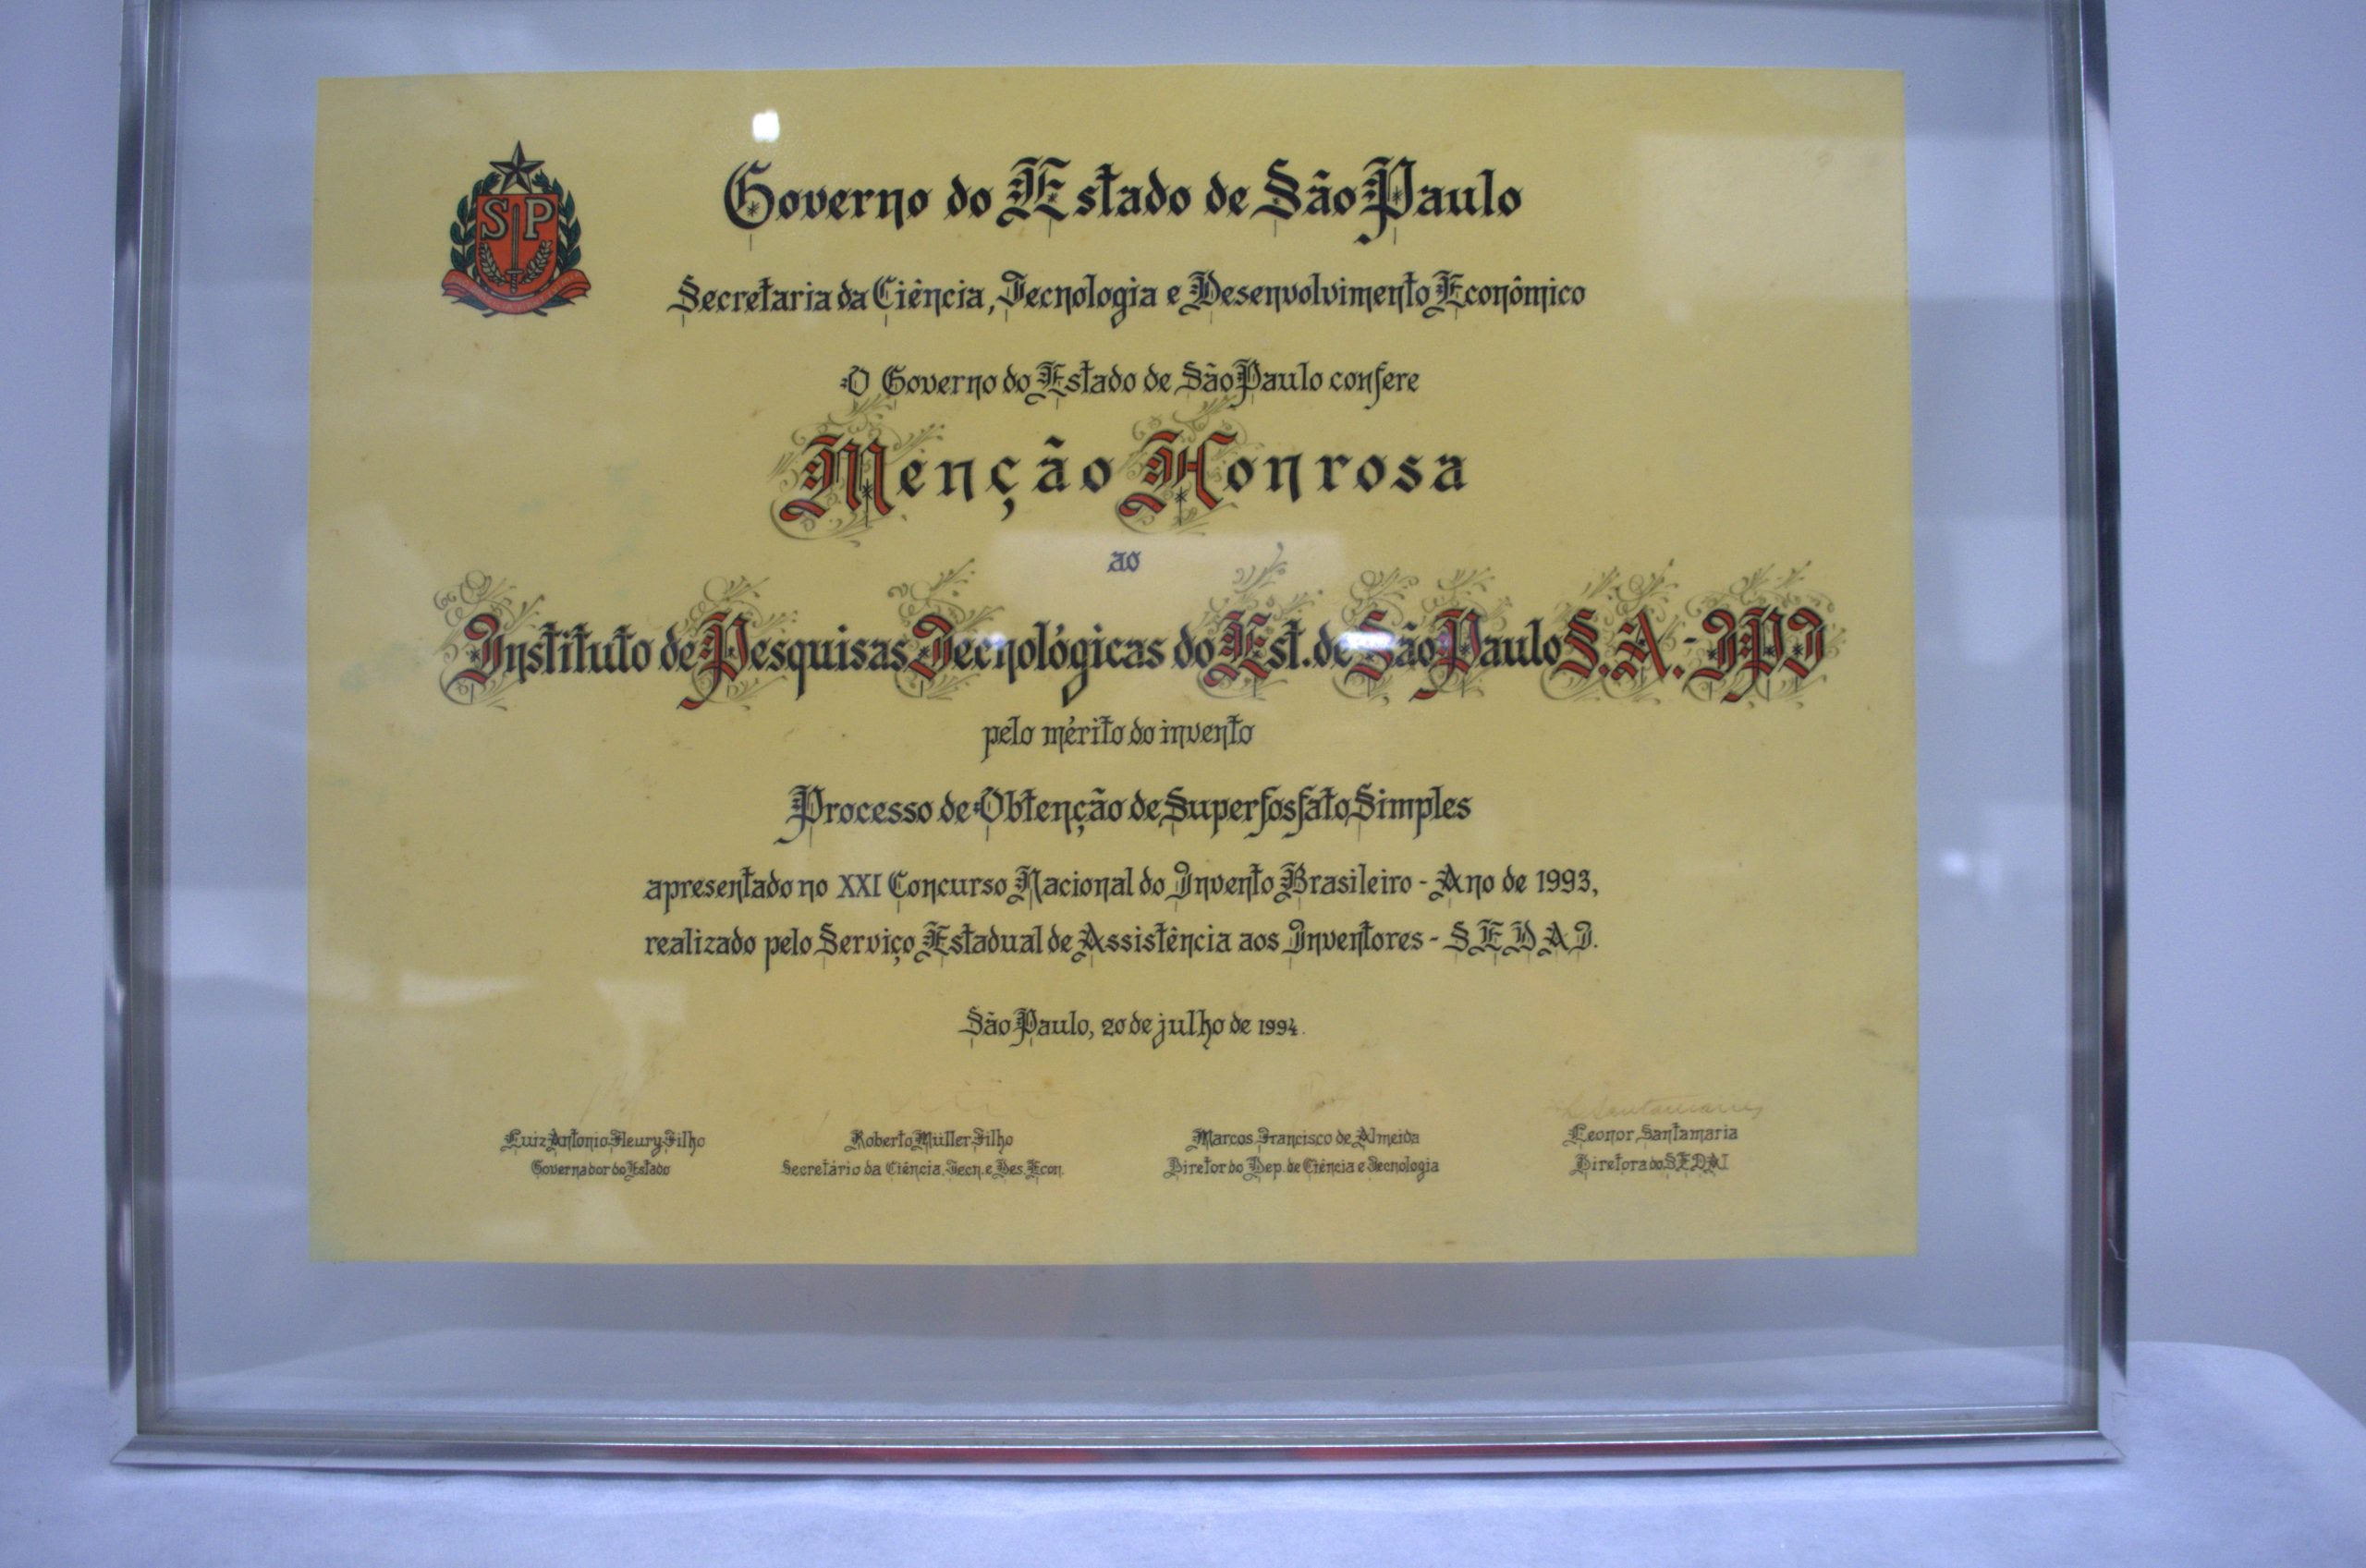 SP
Governo do Estado de São Paulo
Secretaria da Ciência, Tecnologia e Desenvolvimento Econômico
O Governo do Estado de São Paulo confere
Menção Honrosa
ao
Instituto de Pesquisas Tecnológicas do Est. de São Paulo S.A. - IPT
pelo mérito do invento
Processo de Obtenção de Superfosfato Simples
apresentado no XXI Concurso Nacional do Invento Brasileiro - Ano de 1993,
realizado pelo Serviço Estadual de Assistência aos Inventores - SEDAI.
São Paulo, 20 de julho de 1994.
Luiz Antonio Fleury Filho
Governador do Estado
Roberto Müller Filho
Secretário da Ciência, Tecn. e Des. Econ.
Marcos Francisco de Almeida
Diretor do Dep. de Ciência e Tecnologia
LSantamaria
Leonor Santamaria
Diretora do SEDAI